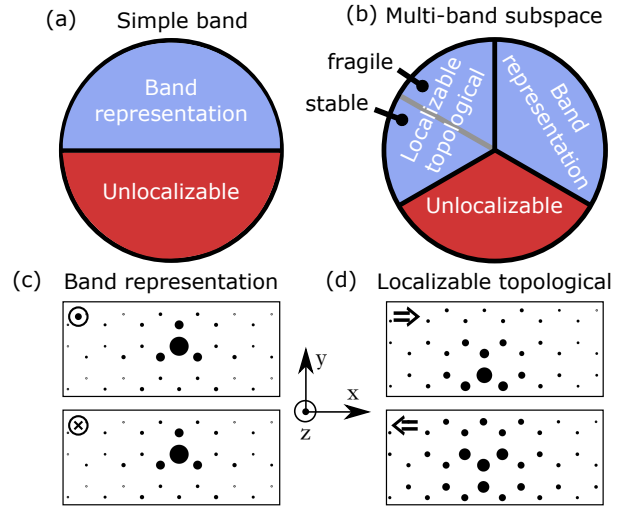 (a) Simple band
Band
representation
Unlocalizable
(b) Multi-band subspace
fragile
stable
Localizable
topological
Band
representation
Unlocalizable
(c) Band representation
(d) Localizable topological
y
x
z